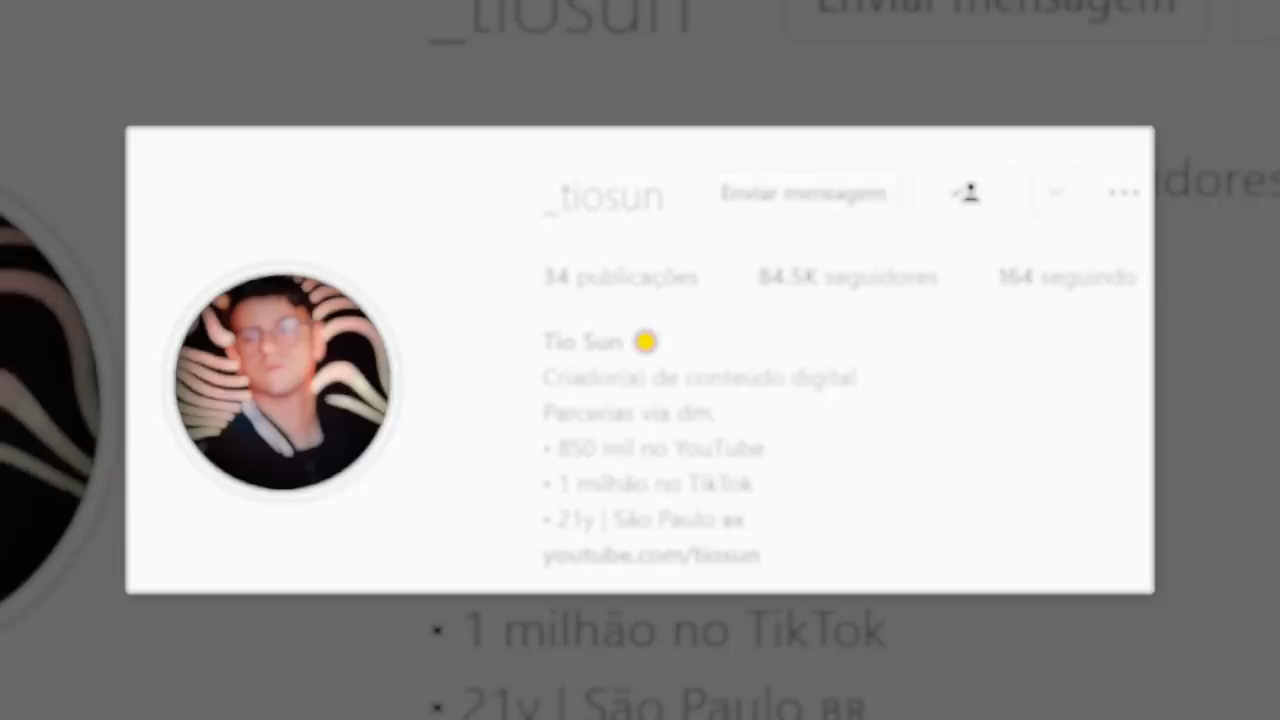 _tiosun Enviar mensagem
dores
_tiosun Enviar mensagem
34 publicações 84.5K seguidores 164 seguindo
Tio Sun
Criador(a) de conteúdo digital
Parcerias via dm.
• 850 mil no YouTube
• 1 milhão no TikTok
• 21y | São Paulo BR
youtube.com/tiosun
• 1 milhão no TikTok
• 21y | São Paulo BR